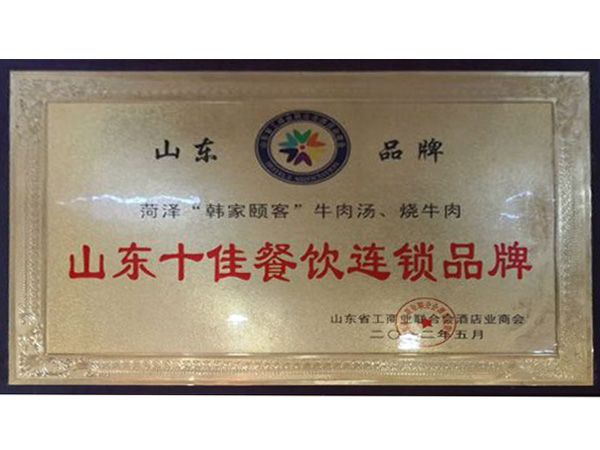 山东 品牌
菏泽“韩家颐客”牛肉汤、烧牛肉
山东十佳餐饮连锁品牌
山东省工商业联合会酒店业商会
二〇一二年五月